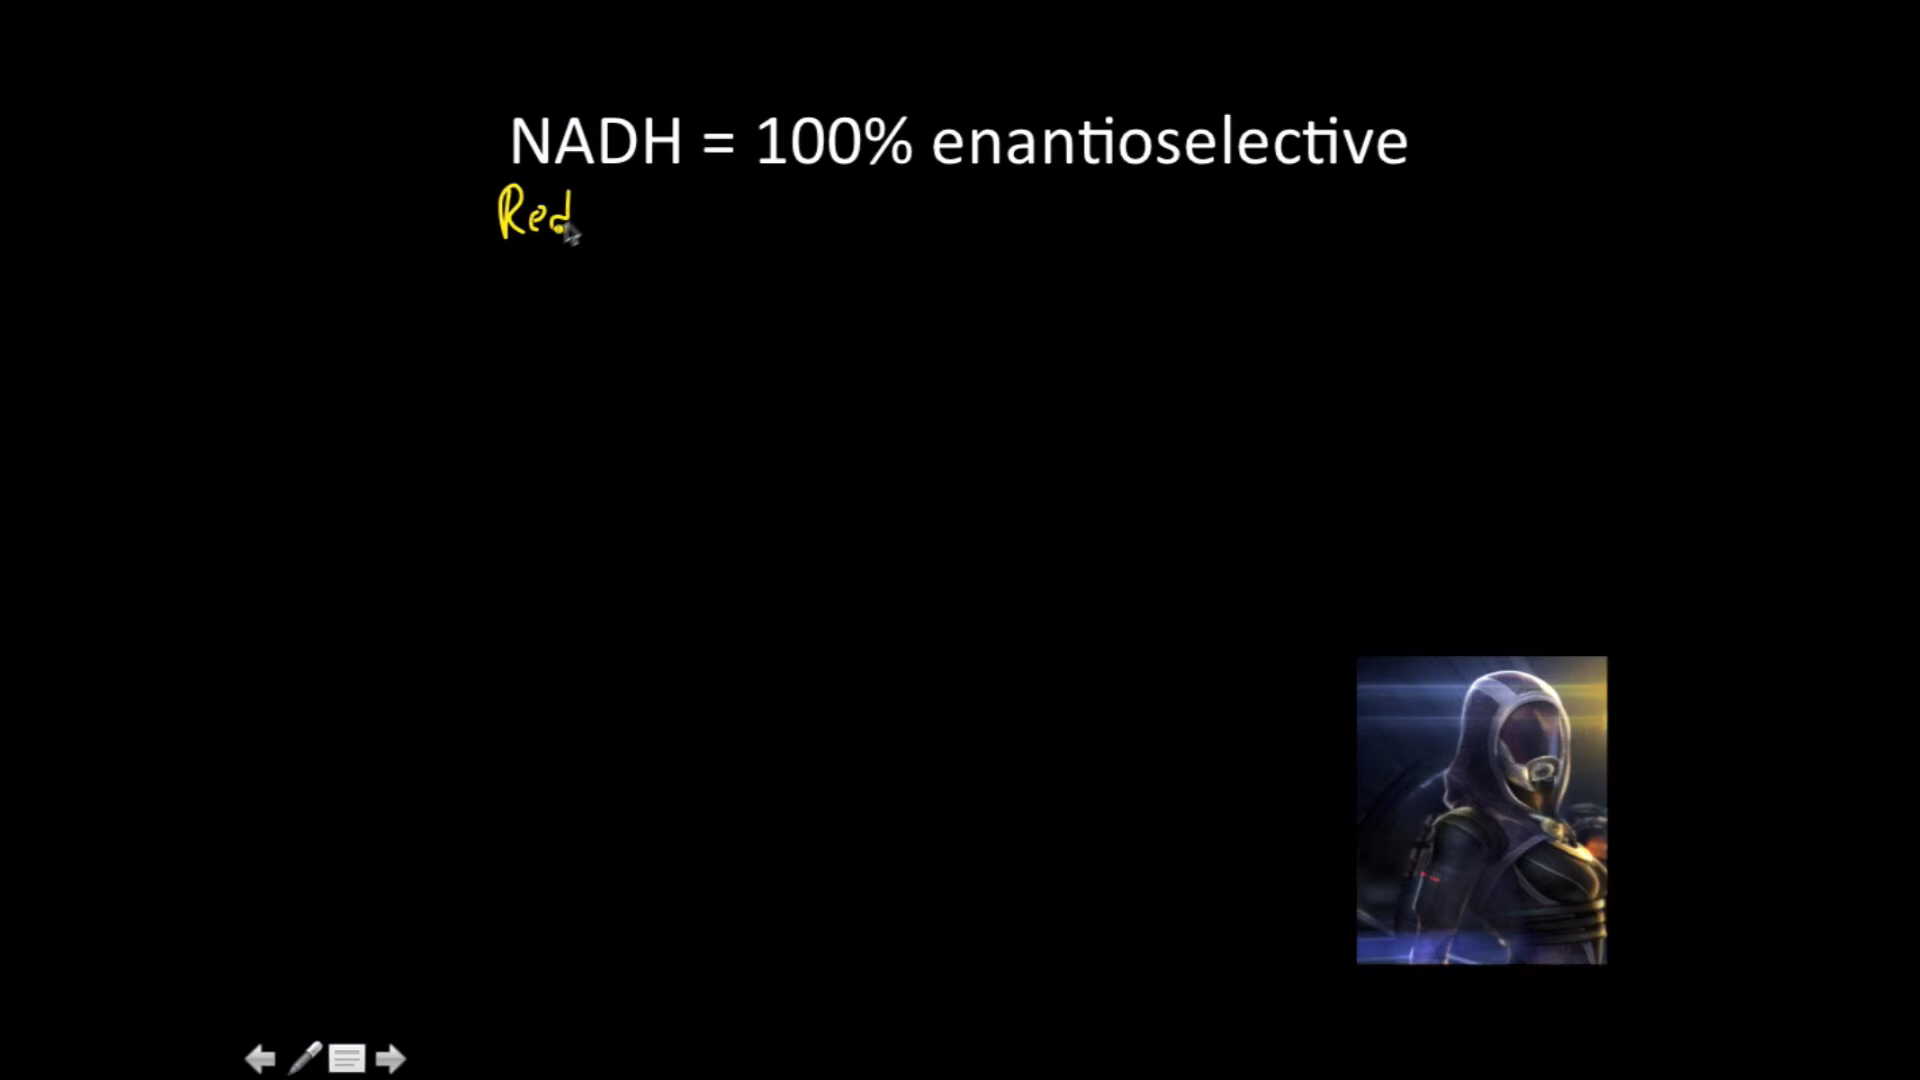 NADH = 100% enantioselective
Red